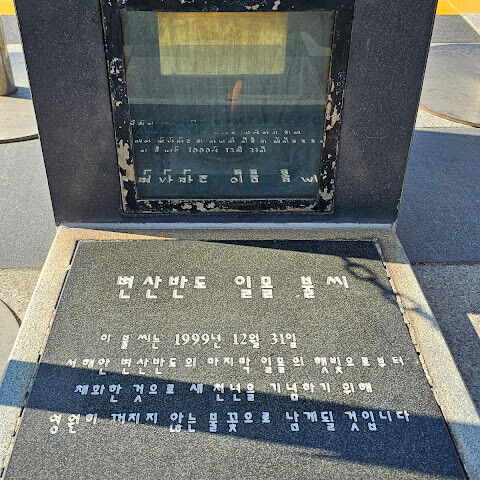 변산반도 일몰 불씨
이 불씨는 1999년 12월 31일
서해안 변산반도의 마지막 일몰의 햇빛으로부터
채화한 것으로 새 천년을 기념하기 위해
영원히 꺼지지 않는 불꽃으로 남게될 것입니다